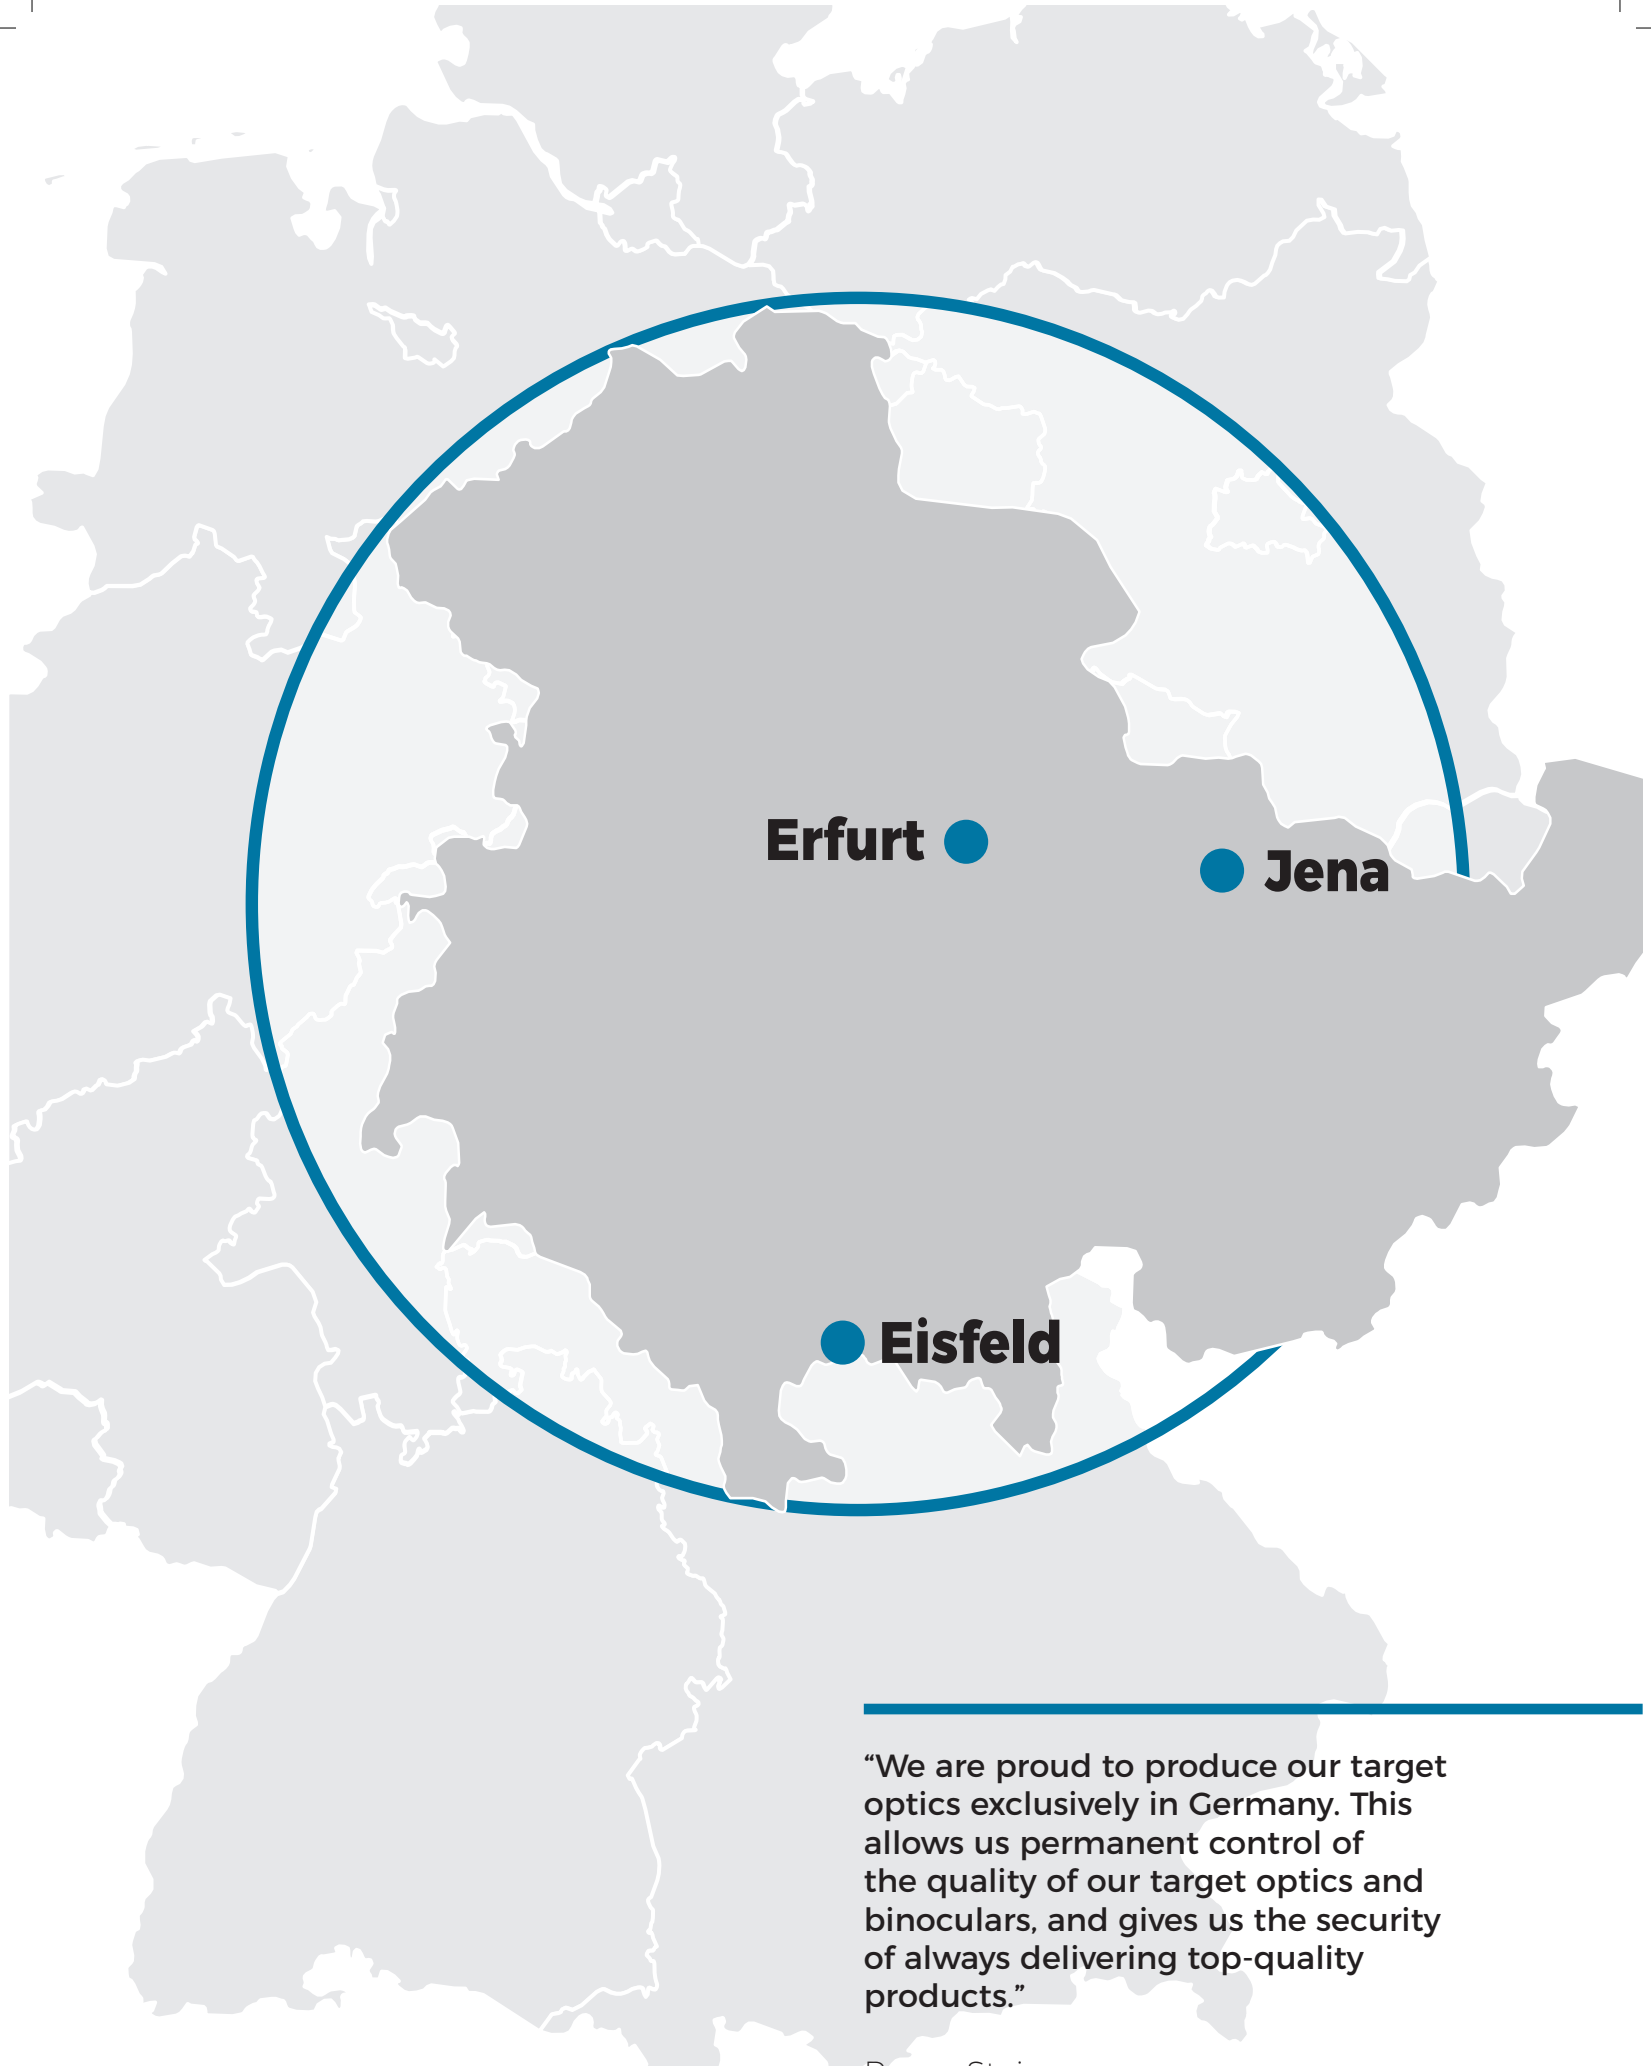 Erfurt
Jena
Eisfeld
“We are proud to produce our target
optics exclusively in Germany. This
allows us permanent control of
the quality of our target optics and
binoculars, and gives us the security
of always delivering top-quality
products.”